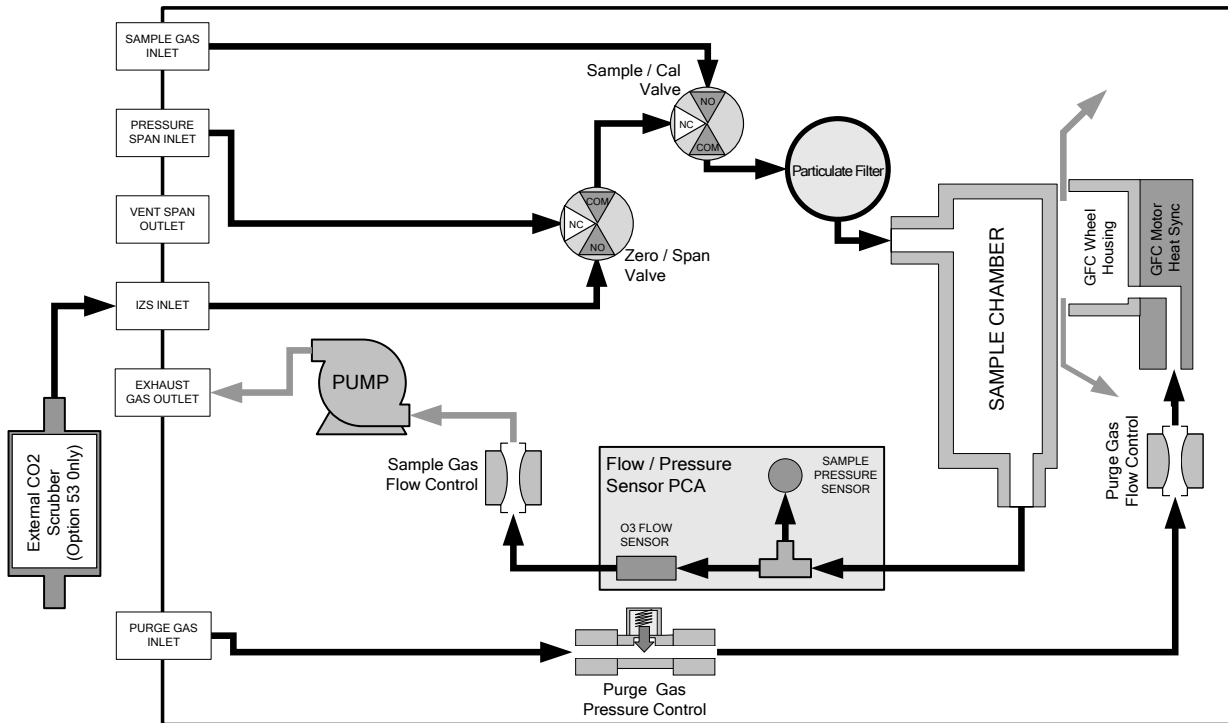 SAMPLE GAS
INLET
PRESSURE
SPAN INLET
VENT SPAN
OUTLET
IZS INLET
EXHAUST
GAS OUTLET
PURGE GAS
INLET
External CO2
Scrubber
(Option 53 0nly)
Sample / Cal
Valve
NO
NC
COM
COM
NC
NO
Zero / Span
Valve
Particulate Filter
SAMPLE CHAMBER
GFC Wheel
Housing
GFC Motor
Heat Sync
PUMP
Sample Gas
Flow Control
Flow / Pressure
Sensor PCA
SAMPLE
PRESSURE
SENSOR
O3 FLOW
SENSOR
Purge Gas
Flow Control
Purge Gas
Pressure Control